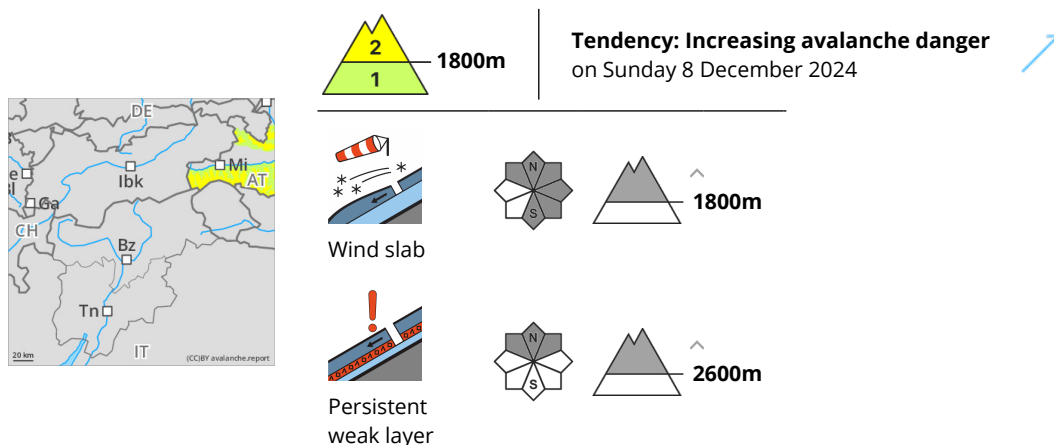 2
1
1800m
Tendency: Increasing avalanche danger
on Sunday 8 December 2024
DE
Mi
AT
Ibk
e
Bl
Ga
CH
Bz
Tn
IT
20 km
(CC)BY avalanche.report
Wind slab
N
S
1800m
Persistent
weak layer
N
S
2600m